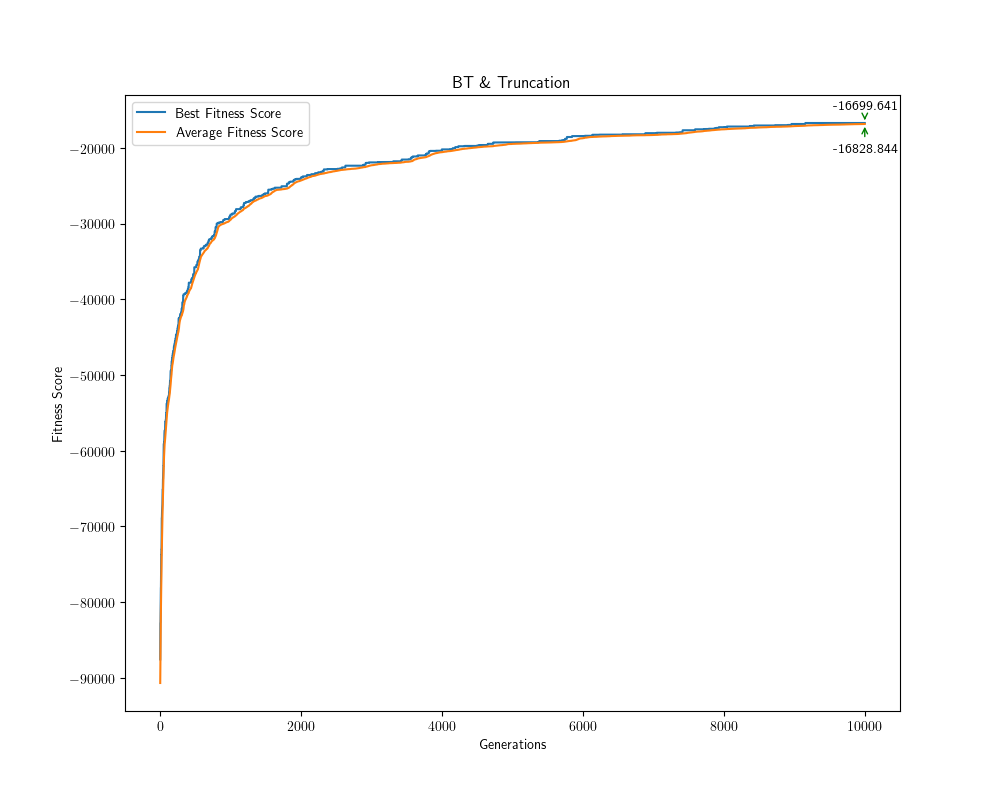 BT & Truncation
Best Fitness Score
Average Fitness Score
-16699.641
-16828.844
−20000
−30000
−40000
−50000
−60000
−70000
−80000
−90000
Fitness Score
0 2000 4000 6000 8000 10000
Generations